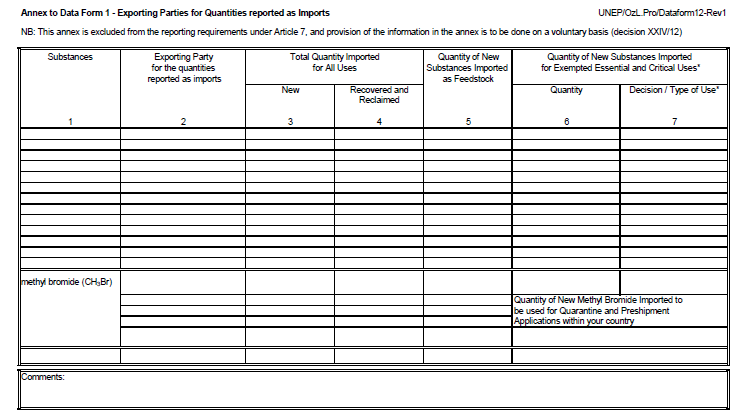 Annex to Data Form 1 - Exporting Parties for Quantities reported as Imports
UNEP/OzL.Pro/Dataform12-Rev1
NB: This annex is excluded from the reporting requirements under Article 7, and provision of the information in the annex is to be done on a voluntary basis (decision XXIV/12)
Substances
Exporting Party
for the quantities
reported as imports
Total Quantity Imported
for All Uses
Quantity of New
Substances Imported
as Feedstock
Quantity of New Substances Imported
for Exempted Essential and Critical Uses*
New
Recovered and
Reclaimed
Quantity
Decision / Type of Use*
1
2
3
4
5
6
7
methyl bromide (CH₃Br)
Quantity of New Methyl Bromide Imported to
be used for Quarantine and Preshipment
Applications within your country
Comments: